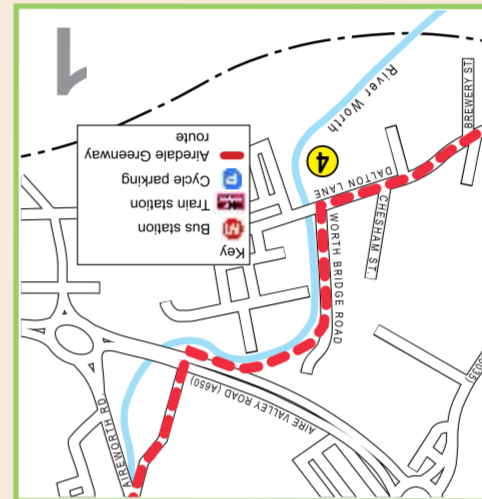 1
River Worth
BREWERY ST.
4
DALTON LANE
CHESHAM ST.
WORTH BRIDGE ROAD
Key
Bus station
Train station
Cycle parking
Airedale Greenway
route
AIRE VALLEY ROAD (A650)
AIREWORTH RD